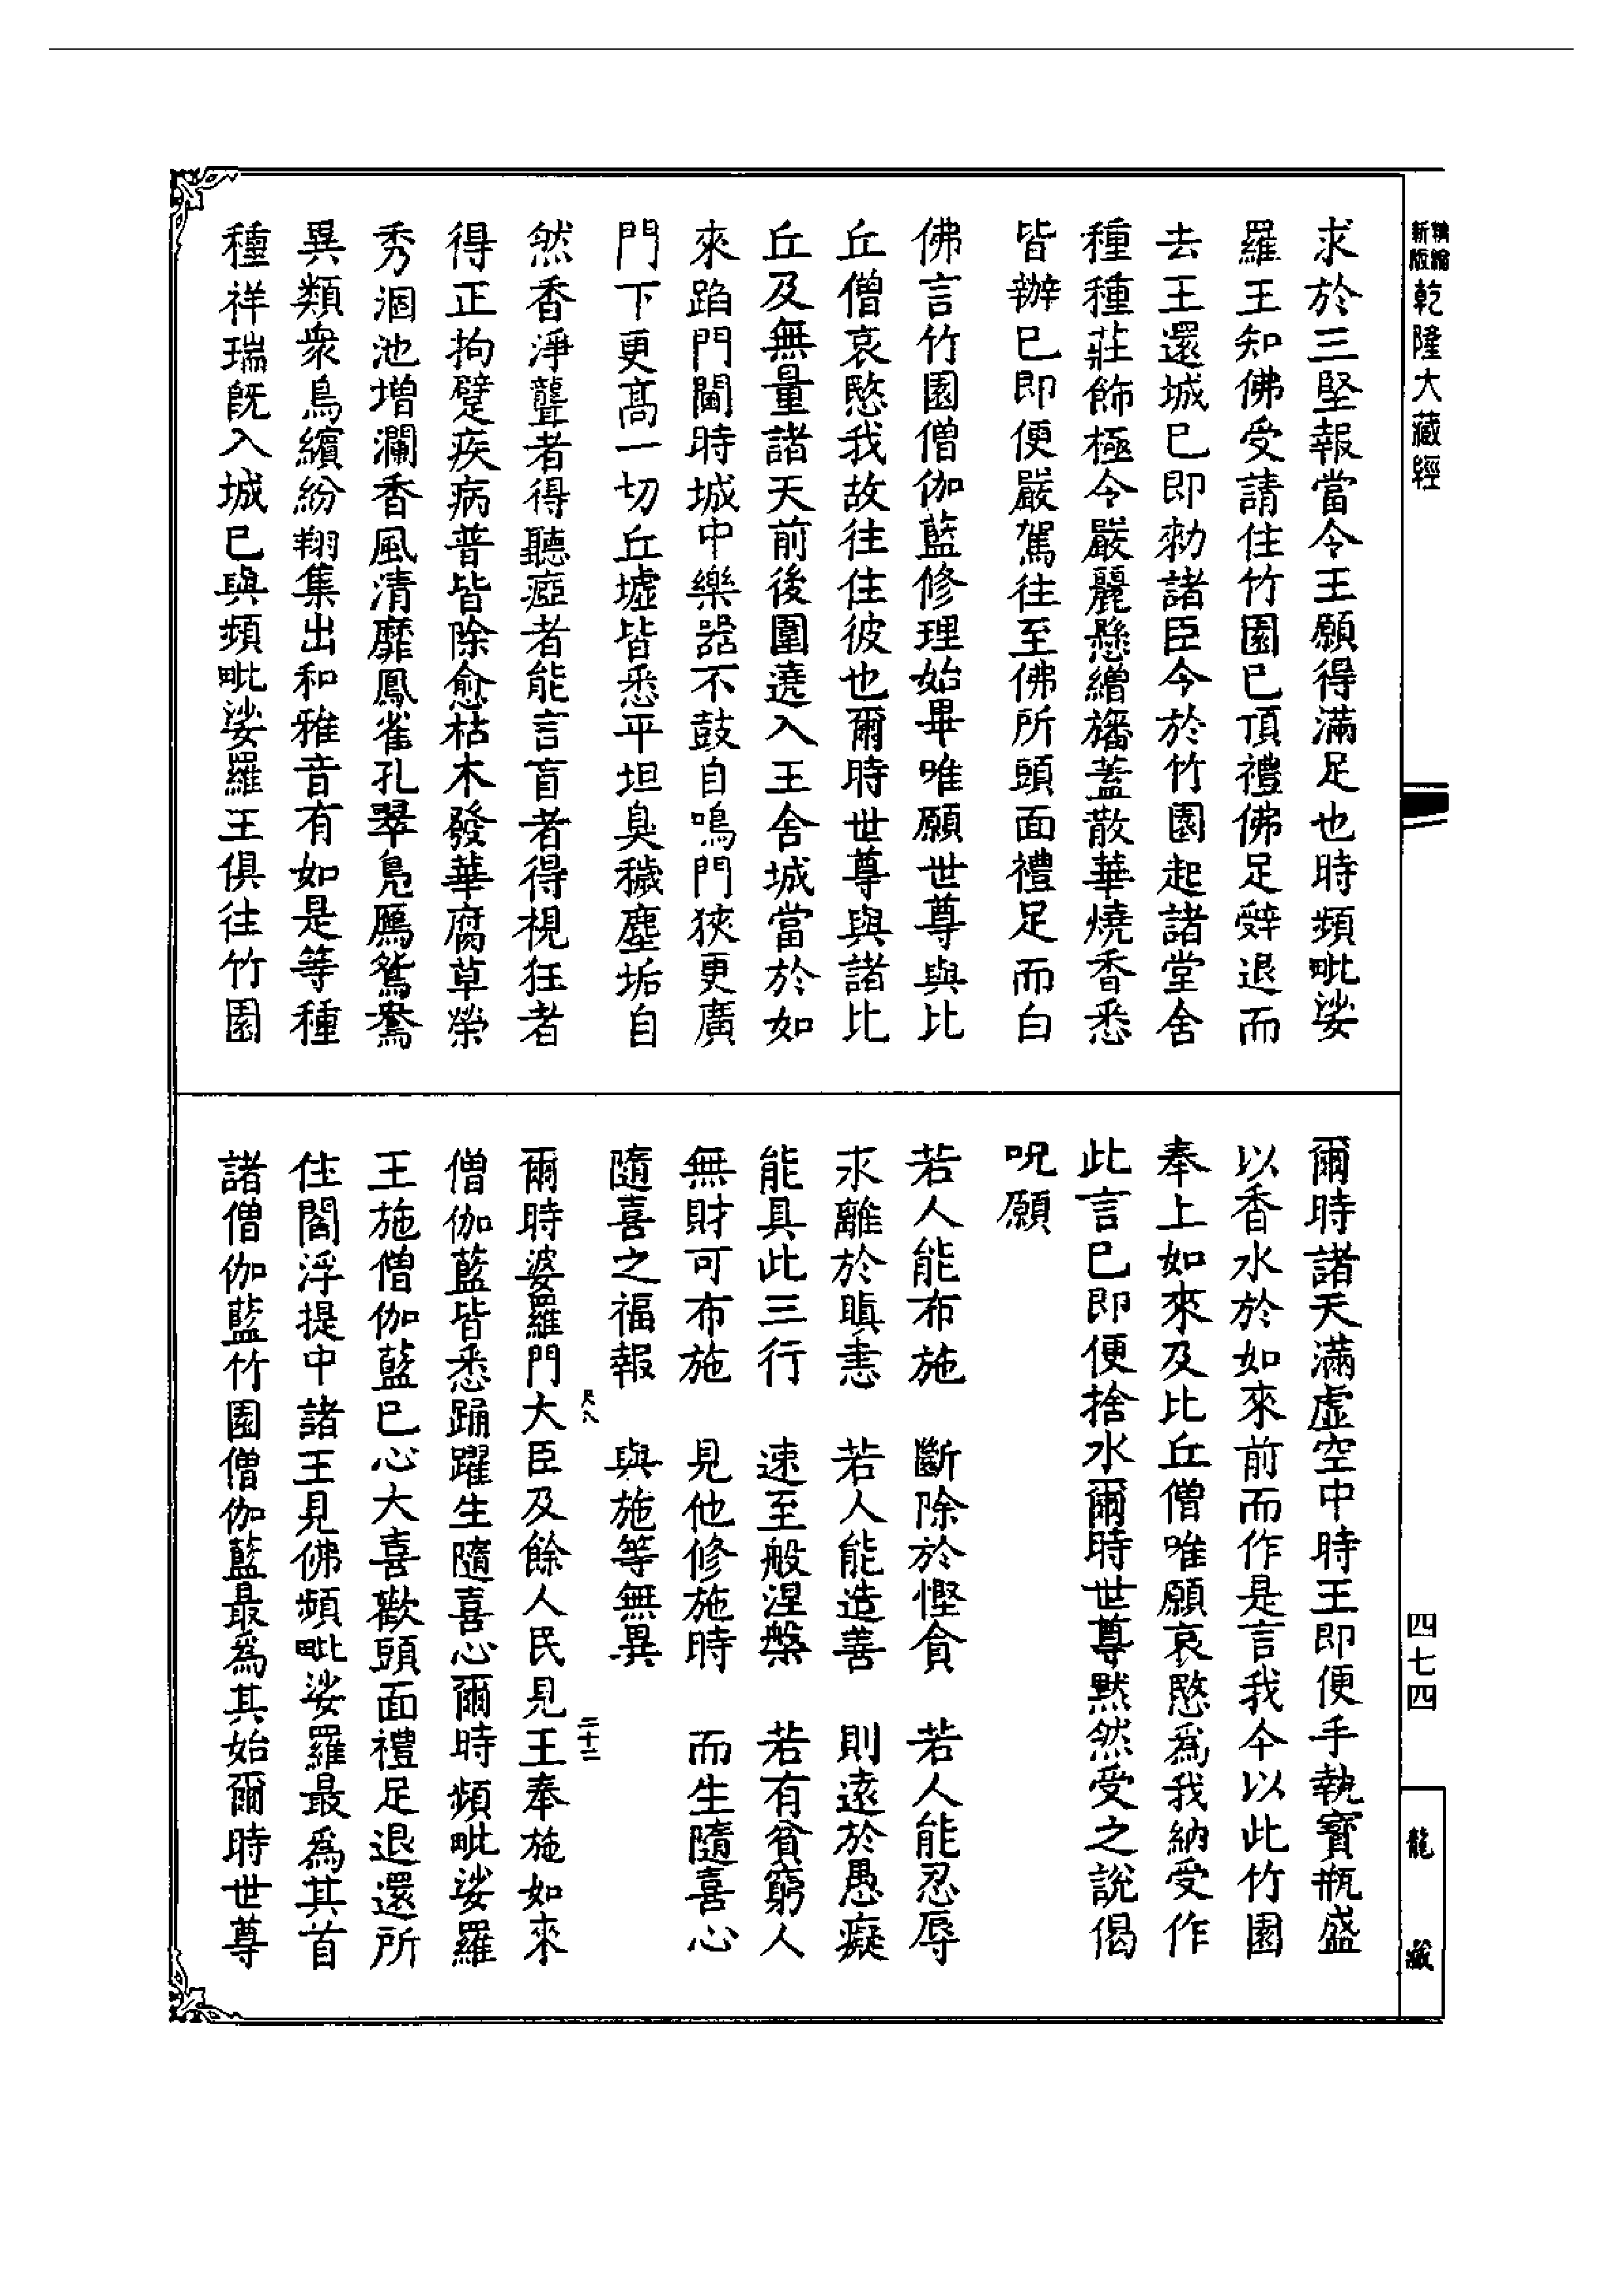 精縮新版乾隆大藏經
求於三堅報當令王願得滿足也時頻毗娑
羅王知佛受請住竹園已頂禮佛足辭退而
去王還城已即勑諸臣今於竹園起諸堂舍
種種莊飾極令嚴麗懸繒旛蓋散華燒香悉
皆辦已即便嚴駕往至佛所頭面禮足而白
佛言竹園僧伽藍修理始畢唯願世尊與比
丘僧哀愍我故往住彼也爾時世尊與諸比
丘及無量諸天前後圍遶入王舍城當於如
來蹈門閫時城中樂器不鼓自鳴門狹更廣
門下更高一切丘墟皆悉平坦臭穢塵垢自
然香淨聾者得聽瘂者能言盲者得視狂者
得正拘躄疾病普皆除愈枯木發華腐草榮
秀涸池增瀾香風清靡鳳雀孔翠鳧鴈鴛鴦
異類衆鳥繽紛翔集出和雅音有如是等種
種祥瑞旣入城已與頻毗娑羅王俱往竹園
爾時諸天滿虛空中時王即便手執寶瓶盛
以香水於如來前而作是言我今以此竹園
奉上如來及比丘僧唯願哀愍爲我納受作
此言已即便捨水爾時世尊默然受之說偈
呪願
若人能布施　斷除於慳貪　若人能忍辱
永離於瞋恚　若人能造善　則遠於愚癡
能具此三行　速至般涅槃　若有貧窮人
無財可布施　見他修施時　而生隨喜心
隨喜之福報　與施等無異
二十二
爾時婆羅門大臣及餘人民見王奉施如來
僧伽藍皆悉踊躍生隨喜心爾時頻毗娑羅
王施僧伽藍已心大喜歡頭面禮足退還所
住閻浮提中諸王見佛頻毗娑羅最爲其首
諸僧伽藍竹園僧伽藍最爲其始爾時世尊
四七四
龍藏